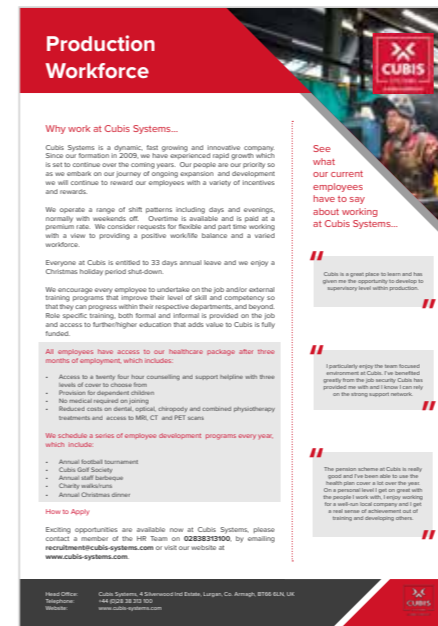 Production
Workforce
CUBIS
Why work at Cubis Systems...
Cubis Systems is a dynamic, fast growing and innovative company.
Since our formation in 2009, we have experienced rapid growth which
is set to continue over the coming years. Our people are our priority so
as we embark on our journey of ongoing expansion and development
we will continue to reward our employees with a variety of incentives
and rewards.
We operate a range of shift patterns including days and evenings,
normally with weekends off. Overtime is available and is paid at a
premium rate. We consider requests for flexible and part time working
with a view to providing a positive work/life balance and a varied
workforce.
Everyone at Cubis is entitled to 33 days annual leave and we enjoy a
Christmas holiday period shut-down.
We encourage every employee to undertake on the job and/or external
training programs that improve their level of skill and competency so
that they can progress within their respective departments, and beyond.
Role specific training, both formal and informal is provided on the job
and access to further/higher education that adds value to Cubis is fully
funded.
All employees have access to our healthcare package after three
months of employment, which includes:
- Access to a twenty four hour counselling and support helpline with three
levels of cover to choose from
- Provision for dependent children
- No medical required on joining
- Reduced costs on dental, optical, chiropody and combined physiotherapy
treatments and access to MRI, CT and PET scans
We schedule a series of employee development programs every year,
which include:
- Annual football tournament
- Cubis Golf Society
- Annual staff barbeque
- Charity walks/runs
- Annual Christmas dinner
How to Apply
Exciting opportunities are available now at Cubis Systems, please
contact a member of the HR Team on 02838313100, by emailing
recruitment@cubis-systems.com or visit our website at
www.cubis-systems.com.
See
what
our current
employees
have to say
about working
at Cubis Systems...
Cubis is a great place to learn and has
given me the opportunity to develop to
supervisory level within production.
I particularly enjoy the team focused
environment at Cubis. I've benefited
greatly from the job security Cubis has
provided me with and I know I can rely
on the strong support network.
The pension scheme at Cubis is really
good and I've been able to use the
health plan cover a lot over the year.
On a personal level I get on great with
the people I work with, I enjoy working
for a well-run local company and I get
a real sense of achievement out of
training and developing others.
Head Office: Cubis Systems, 4 Silverwood Ind Estate, Lurgan, Co. Armagh, BT66 6LN, UK
Telephone: +44 (0)28 38 313 100
Website: www.cubis-systems.com
CUBIS